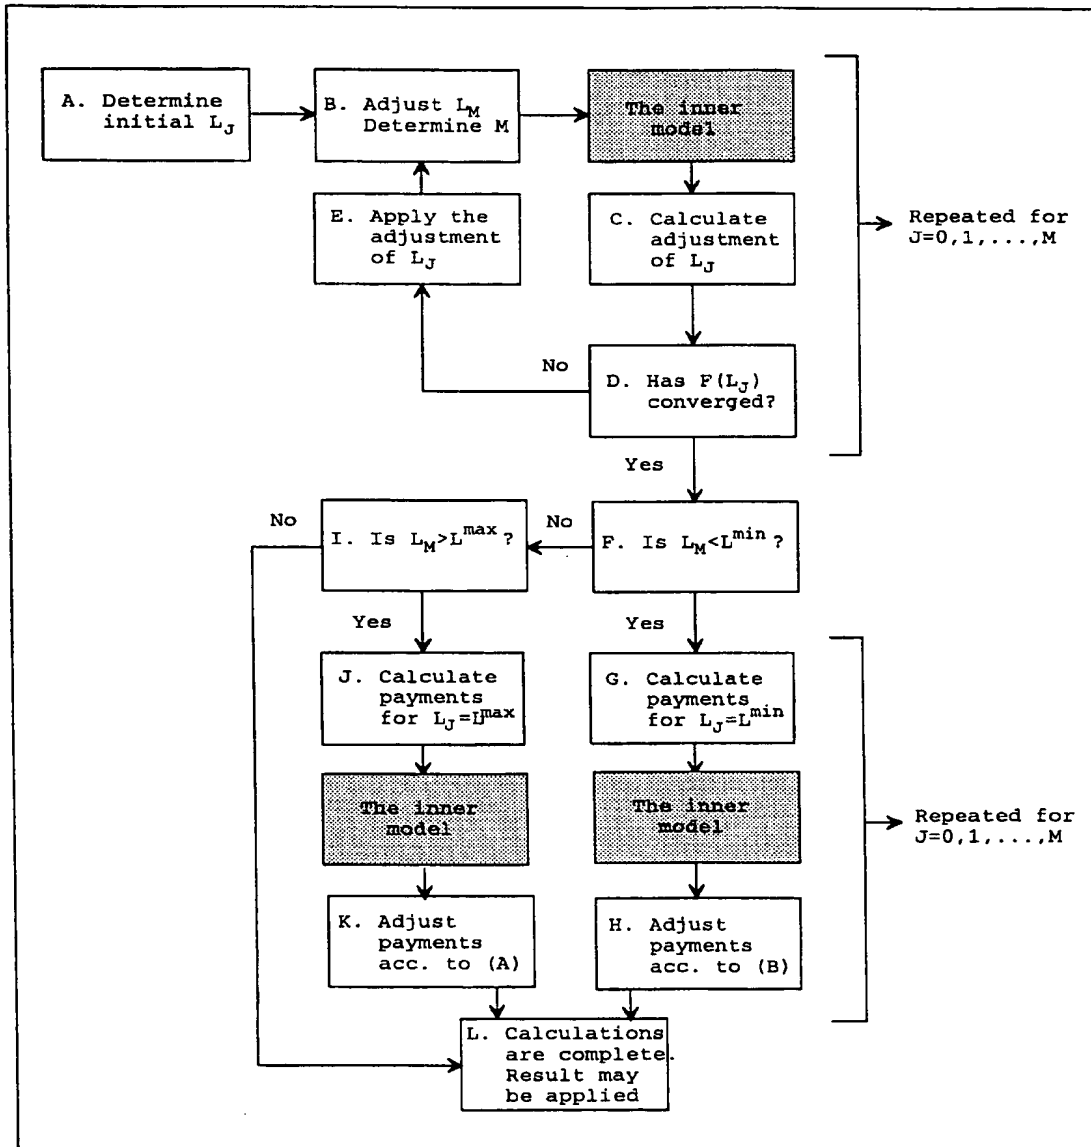 A. Determine
initial L_J
B. Adjust L_M
Determine M
The inner
model
E. Apply the
adjustment
of L_J
C. Calculate
adjustment
of L_J
Repeated for
J=0,1,...,M
No
D. Has F(L_J)
converged?
Yes
No
I. Is L_M>L^max?
No
F. Is L_M<L^min?
Yes
Yes
J. Calculate
payments
for L_J=L^max
G. Calculate
payments
for L_J=L^min
The inner
model
The inner
model
Repeated for
J=0,1,...,M
K. Adjust
payments
acc. to (A)
H. Adjust
payments
acc. to (B)
L. Calculations
are complete.
Result may
be applied